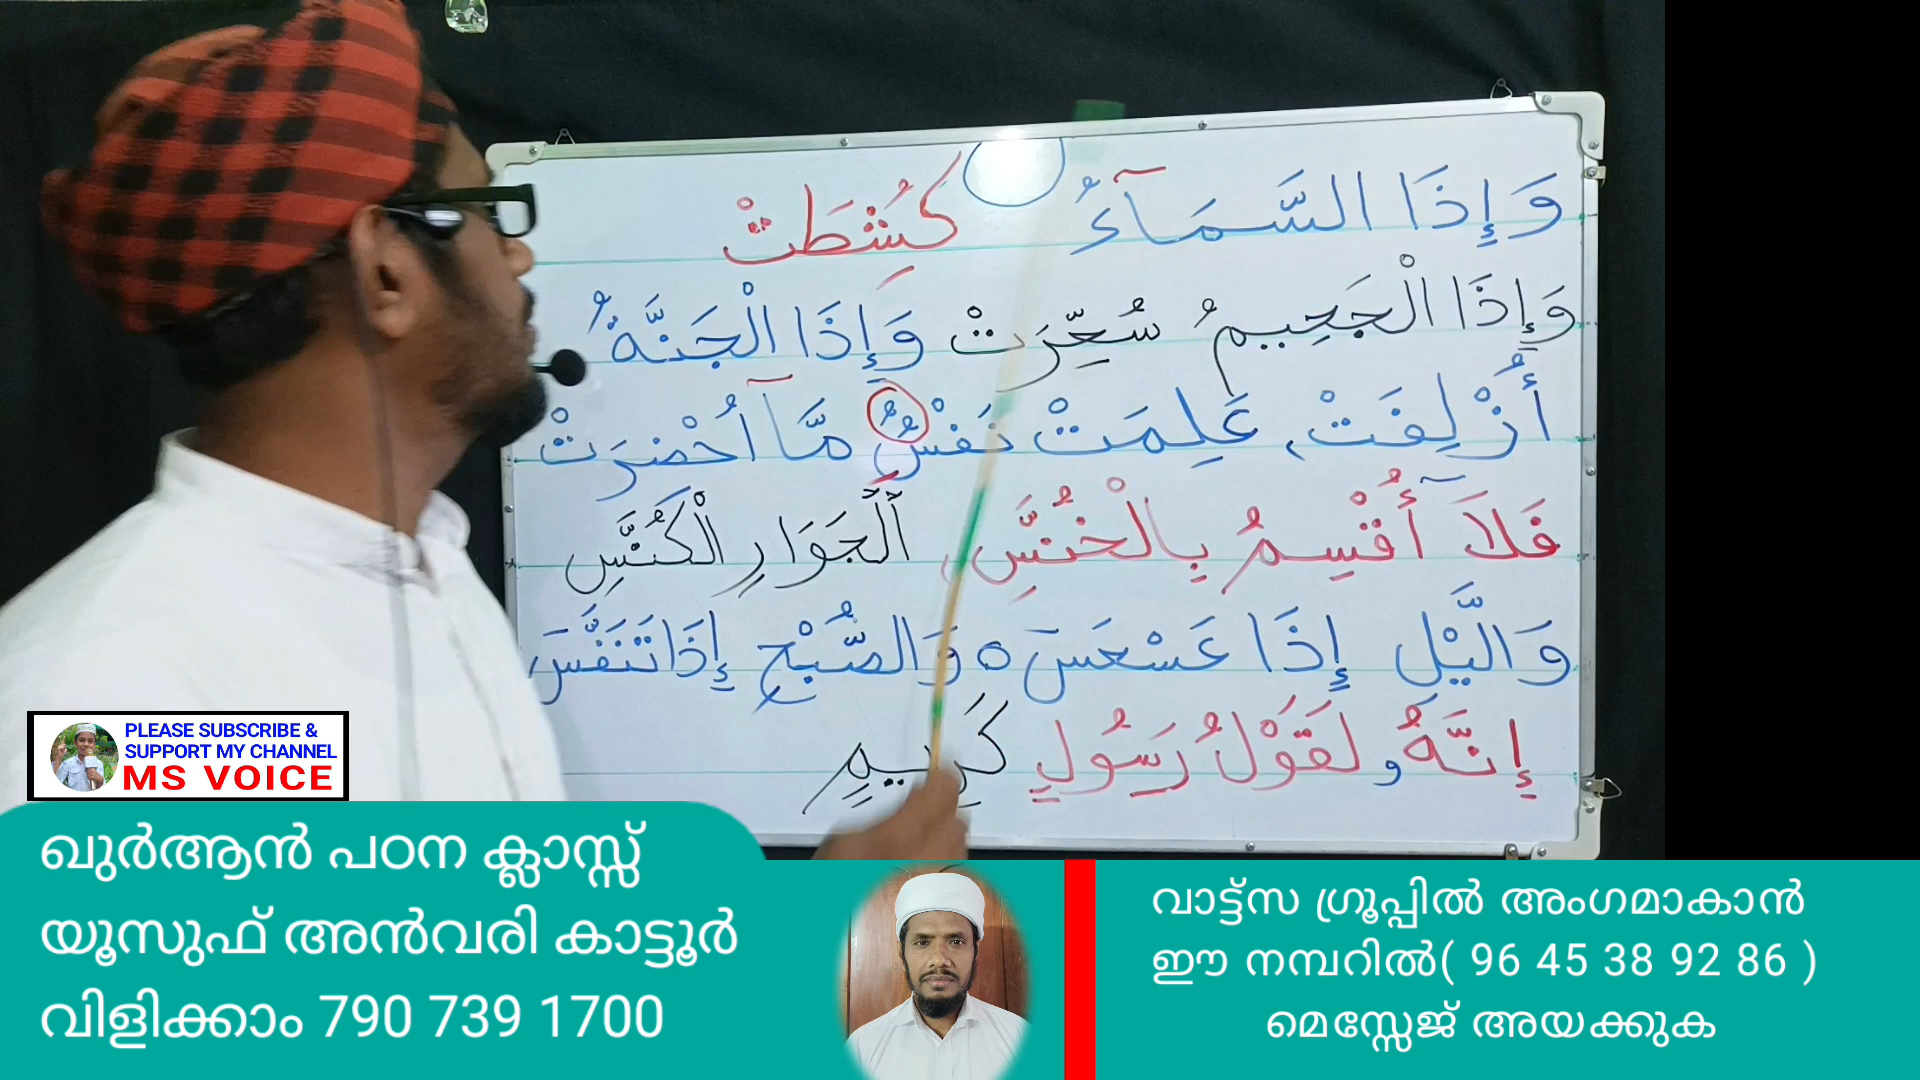 وَإِذَا السَّمَآءُ كُشِطَتْ
وَإِذَا الْجَحِيمُ سُعِّرَتْ وَإِذَا الْجَنَّةُ
أُزْلِفَتْ، عَلِمَتْ نَفْسٌ مَّآ أَحْضَرَتْ
فَلَآ أُقْسِمُ بِالْخُنَّسِ، اَلْجَوَارِ الْكُنَّسِ
وَالَّيْلِ إِذَا عَسْعَسَ ٥ وَالصُّبْحِ إِذَا تَنَفَّسَ
إِنَّهُ و لَقَوْلُ رَسُولٍ كَرِيمٍ
PLEASE SUBSCRIBE &
SUPPORT MY CHANNEL
MS VOICE
ഖുർആൻ പഠന ക്ലാസ്സ്
യൂസുഫ് അൻവരി കാട്ടൂർ
വിളിക്കാം 790 739 1700
വാട്ട്സ ഗ്രൂപ്പിൽ അംഗമാകാൻ
ഈ നമ്പറിൽ( 96 45 38 92 86 )
മെസ്സേജ് അയക്കുക